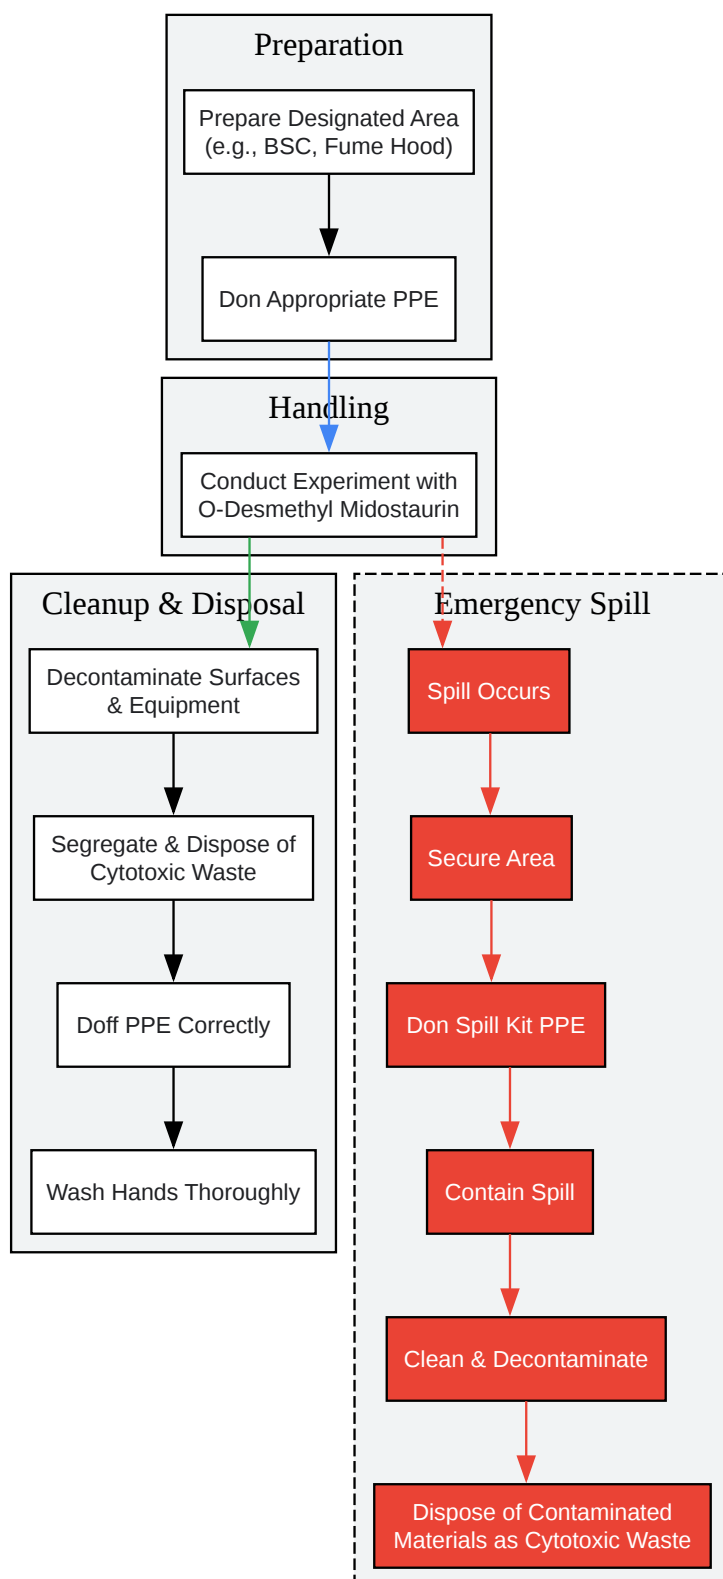 Preparation
Prepare Designated Area
(e.g., BSC, Fume Hood)
Don Appropriate PPE
Handling
Conduct Experiment with
O-Desmethyl Midostaurin
Cleanup & Disposal
Decontaminate Surfaces
& Equipment
Segregate & Dispose of
Cytotoxic Waste
Doff PPE Correctly
Wash Hands Thoroughly
Emergency Spill
Spill Occurs
Secure Area
Don Spill Kit PPE
Contain Spill
Clean & Decontaminate
Dispose of Contaminated
Materials as Cytotoxic Waste